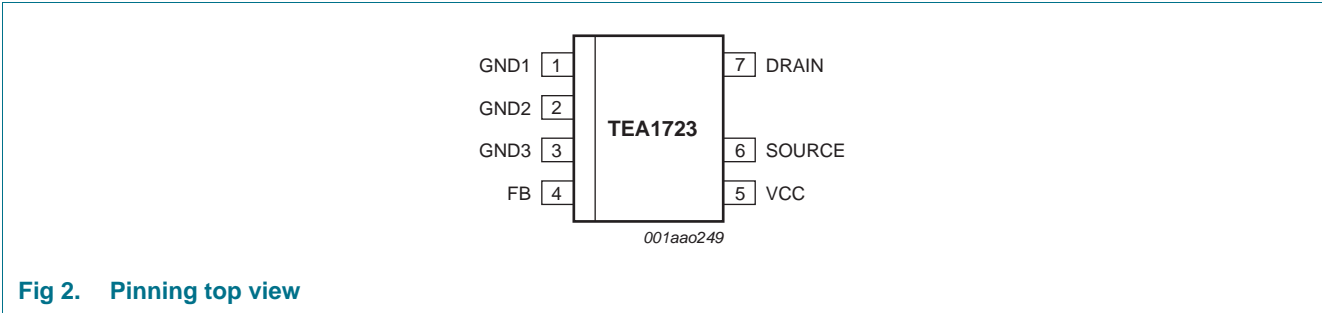 GND1 1 7 DRAIN
GND2 2
TEA1723
GND3 3 6 SOURCE
FB 4 5 VCC
001aao249
Fig 2. Pinning top view